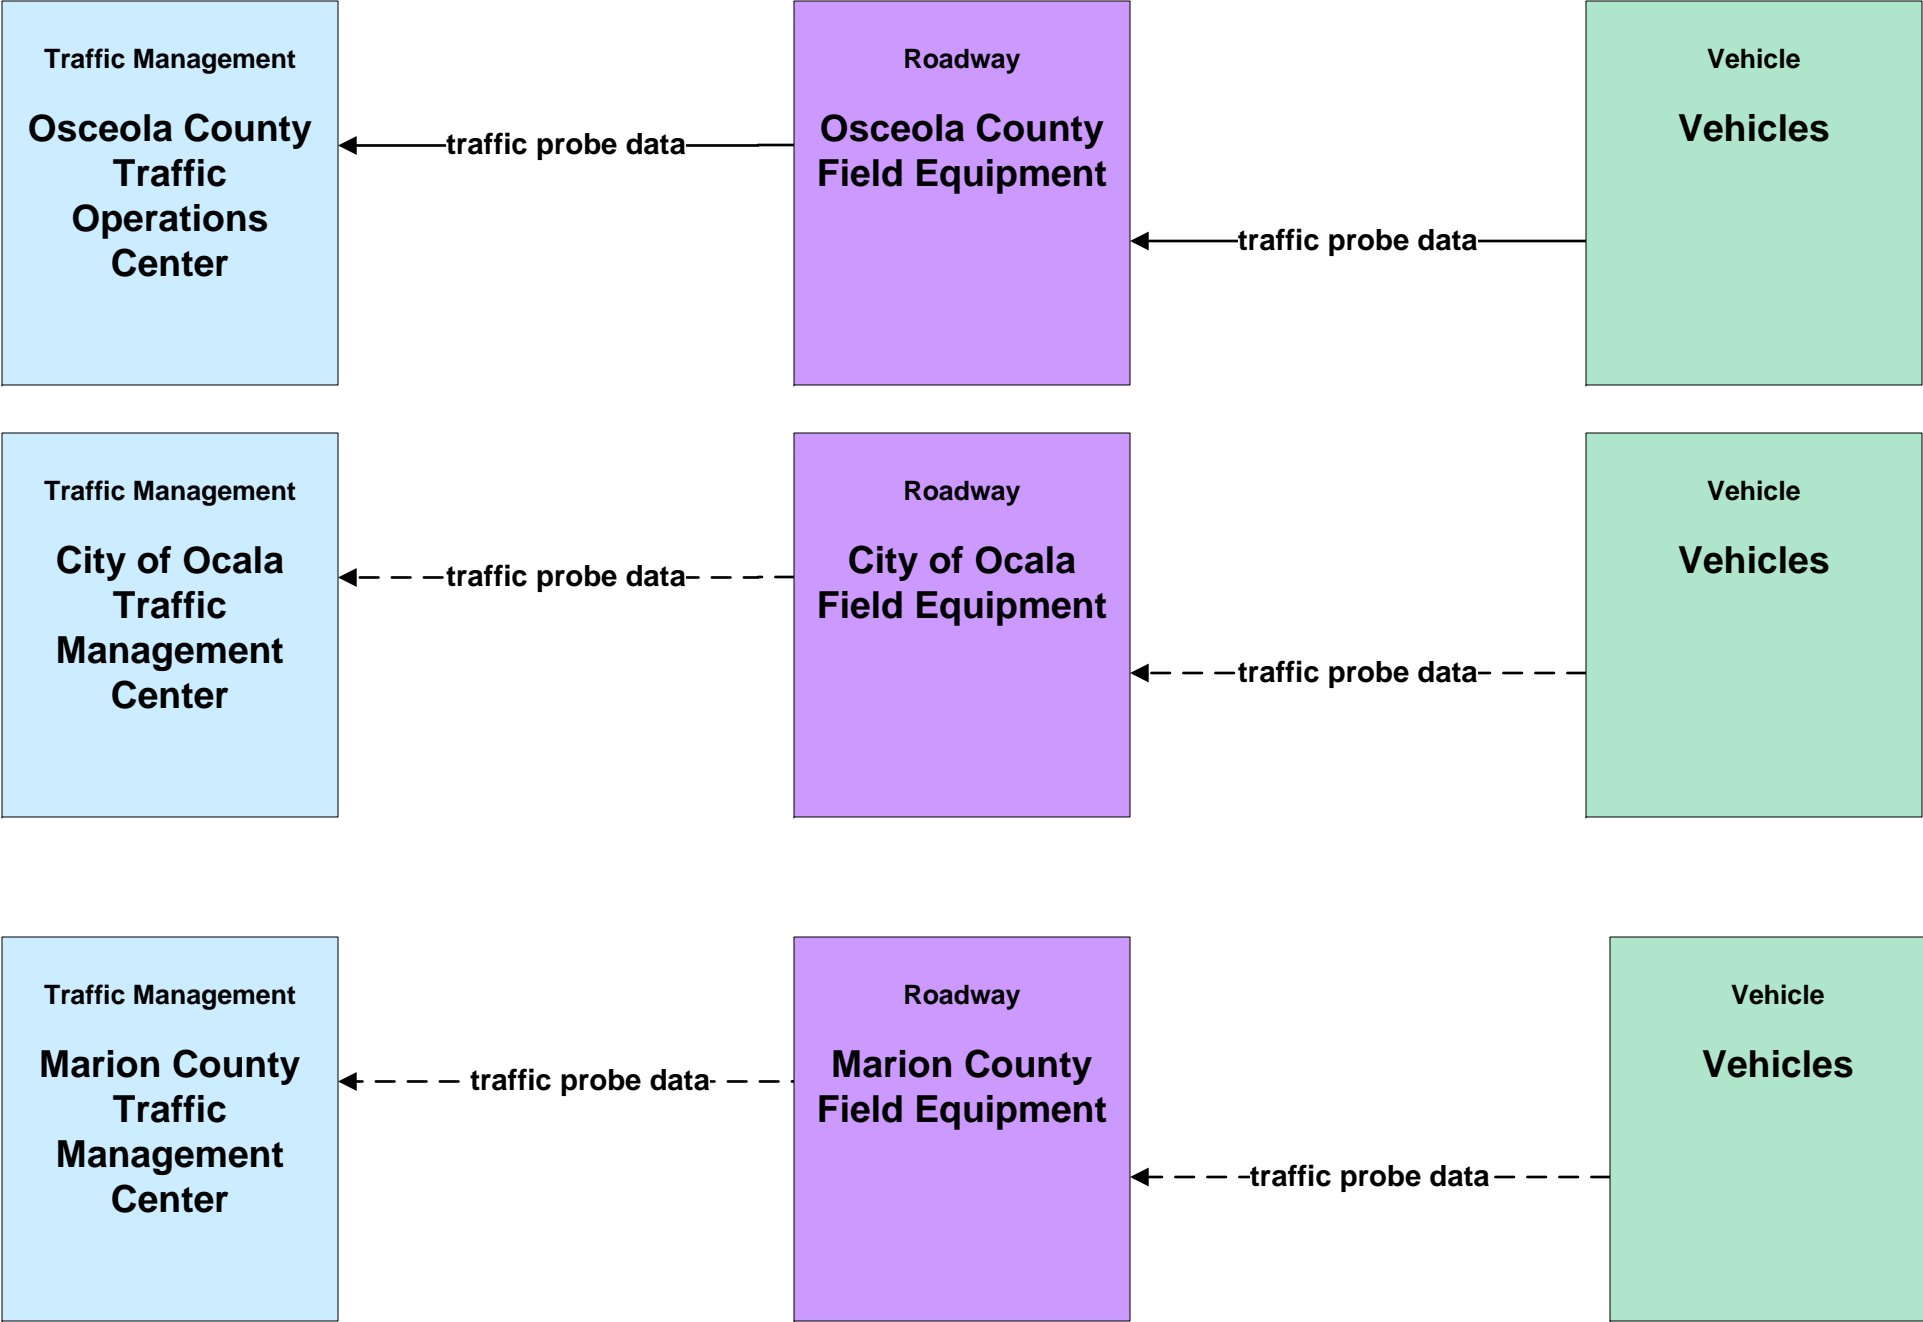 Traffic Management
Osceola County
Traffic
Operations
Center
traffic probe data
Roadway
Osceola County
Field Equipment
traffic probe data
Vehicle
Vehicles
Traffic Management
City of Ocala
Traffic
Management
Center
traffic probe data
Roadway
City of Ocala
Field Equipment
traffic probe data
Vehicle
Vehicles
Traffic Management
Marion County
Traffic
Management
Center
traffic probe data
Roadway
Marion County
Field Equipment
traffic probe data
Vehicle
Vehicles